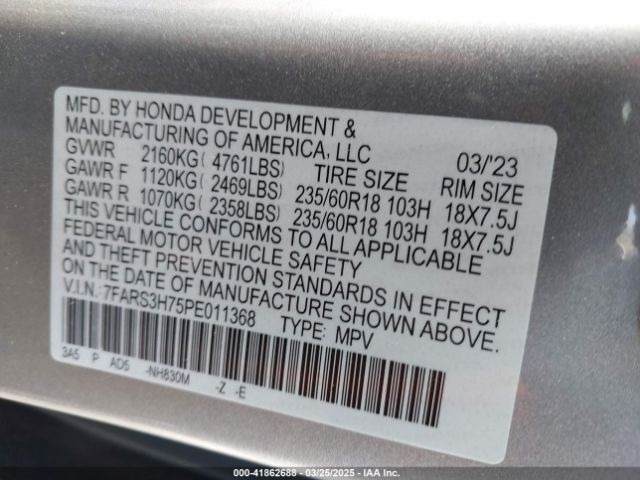 MFD. BY HONDA DEVELOPMENT &
MANUFACTURING OF AMERICA, LLC 03/'23
GVWR 2160KG( 4761LBS) TIRE SIZE RIM SIZE
GAWR F 1120KG( 2469LBS) 235/60R18 103H 18X7.5J
GAWR R 1070KG( 2358LBS) 235/60R18 103H 18X7.5J
THIS VEHICLE CONFORMS TO ALL APPLICABLE
FEDERAL MOTOR VEHICLE SAFETY
AND THEFT PREVENTION STANDARDS IN EFFECT
ON THE DATE OF MANUFACTURE SHOWN ABOVE.
V.I.N.:7FARS3H75PE011368 TYPE: MPV
3A5 P AD5 -NH830M -Z -E
000-41862688 - 03/25/2025 - IAA Inc.